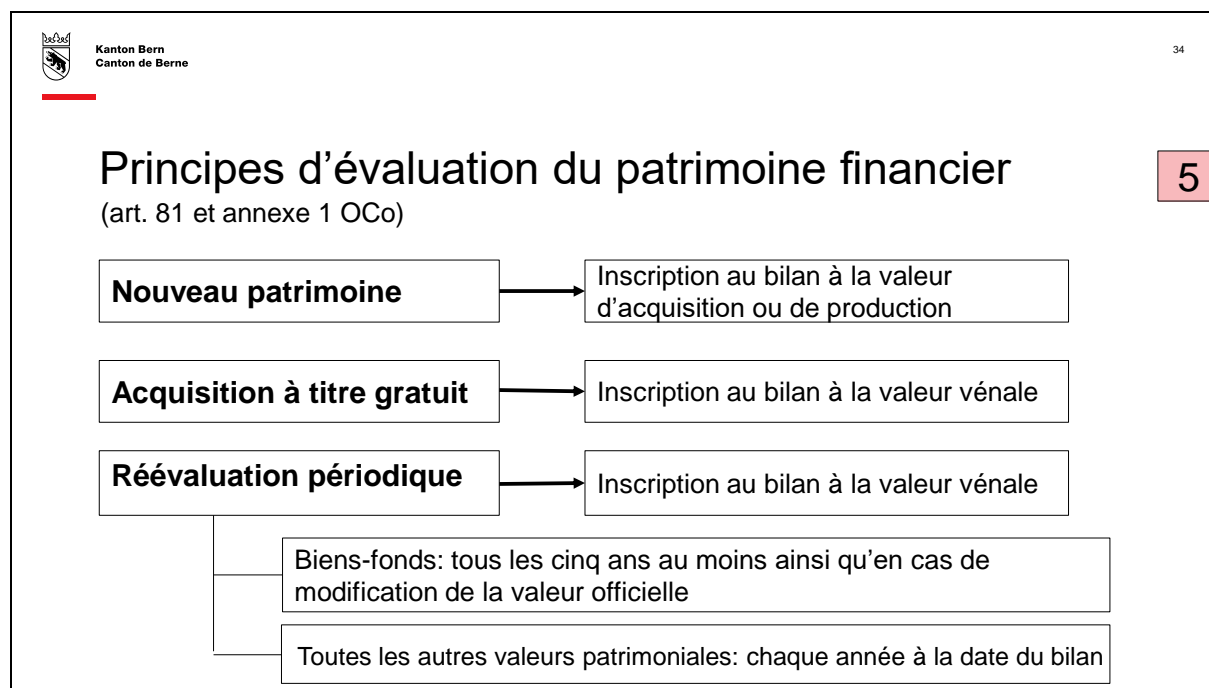 Kanton Bern
Canton de Berne
34
Principes d’évaluation du patrimoine financier
(art. 81 et annexe 1 OCo)
5
Nouveau patrimoine
Inscription au bilan à la valeur
d’acquisition ou de production
Acquisition à titre gratuit
Inscription au bilan à la valeur vénale
Réévaluation périodique
Inscription au bilan à la valeur vénale
Biens-fonds: tous les cinq ans au moins ainsi qu’en cas de
modification de la valeur officielle
Toutes les autres valeurs patrimoniales: chaque année à la date du bilan